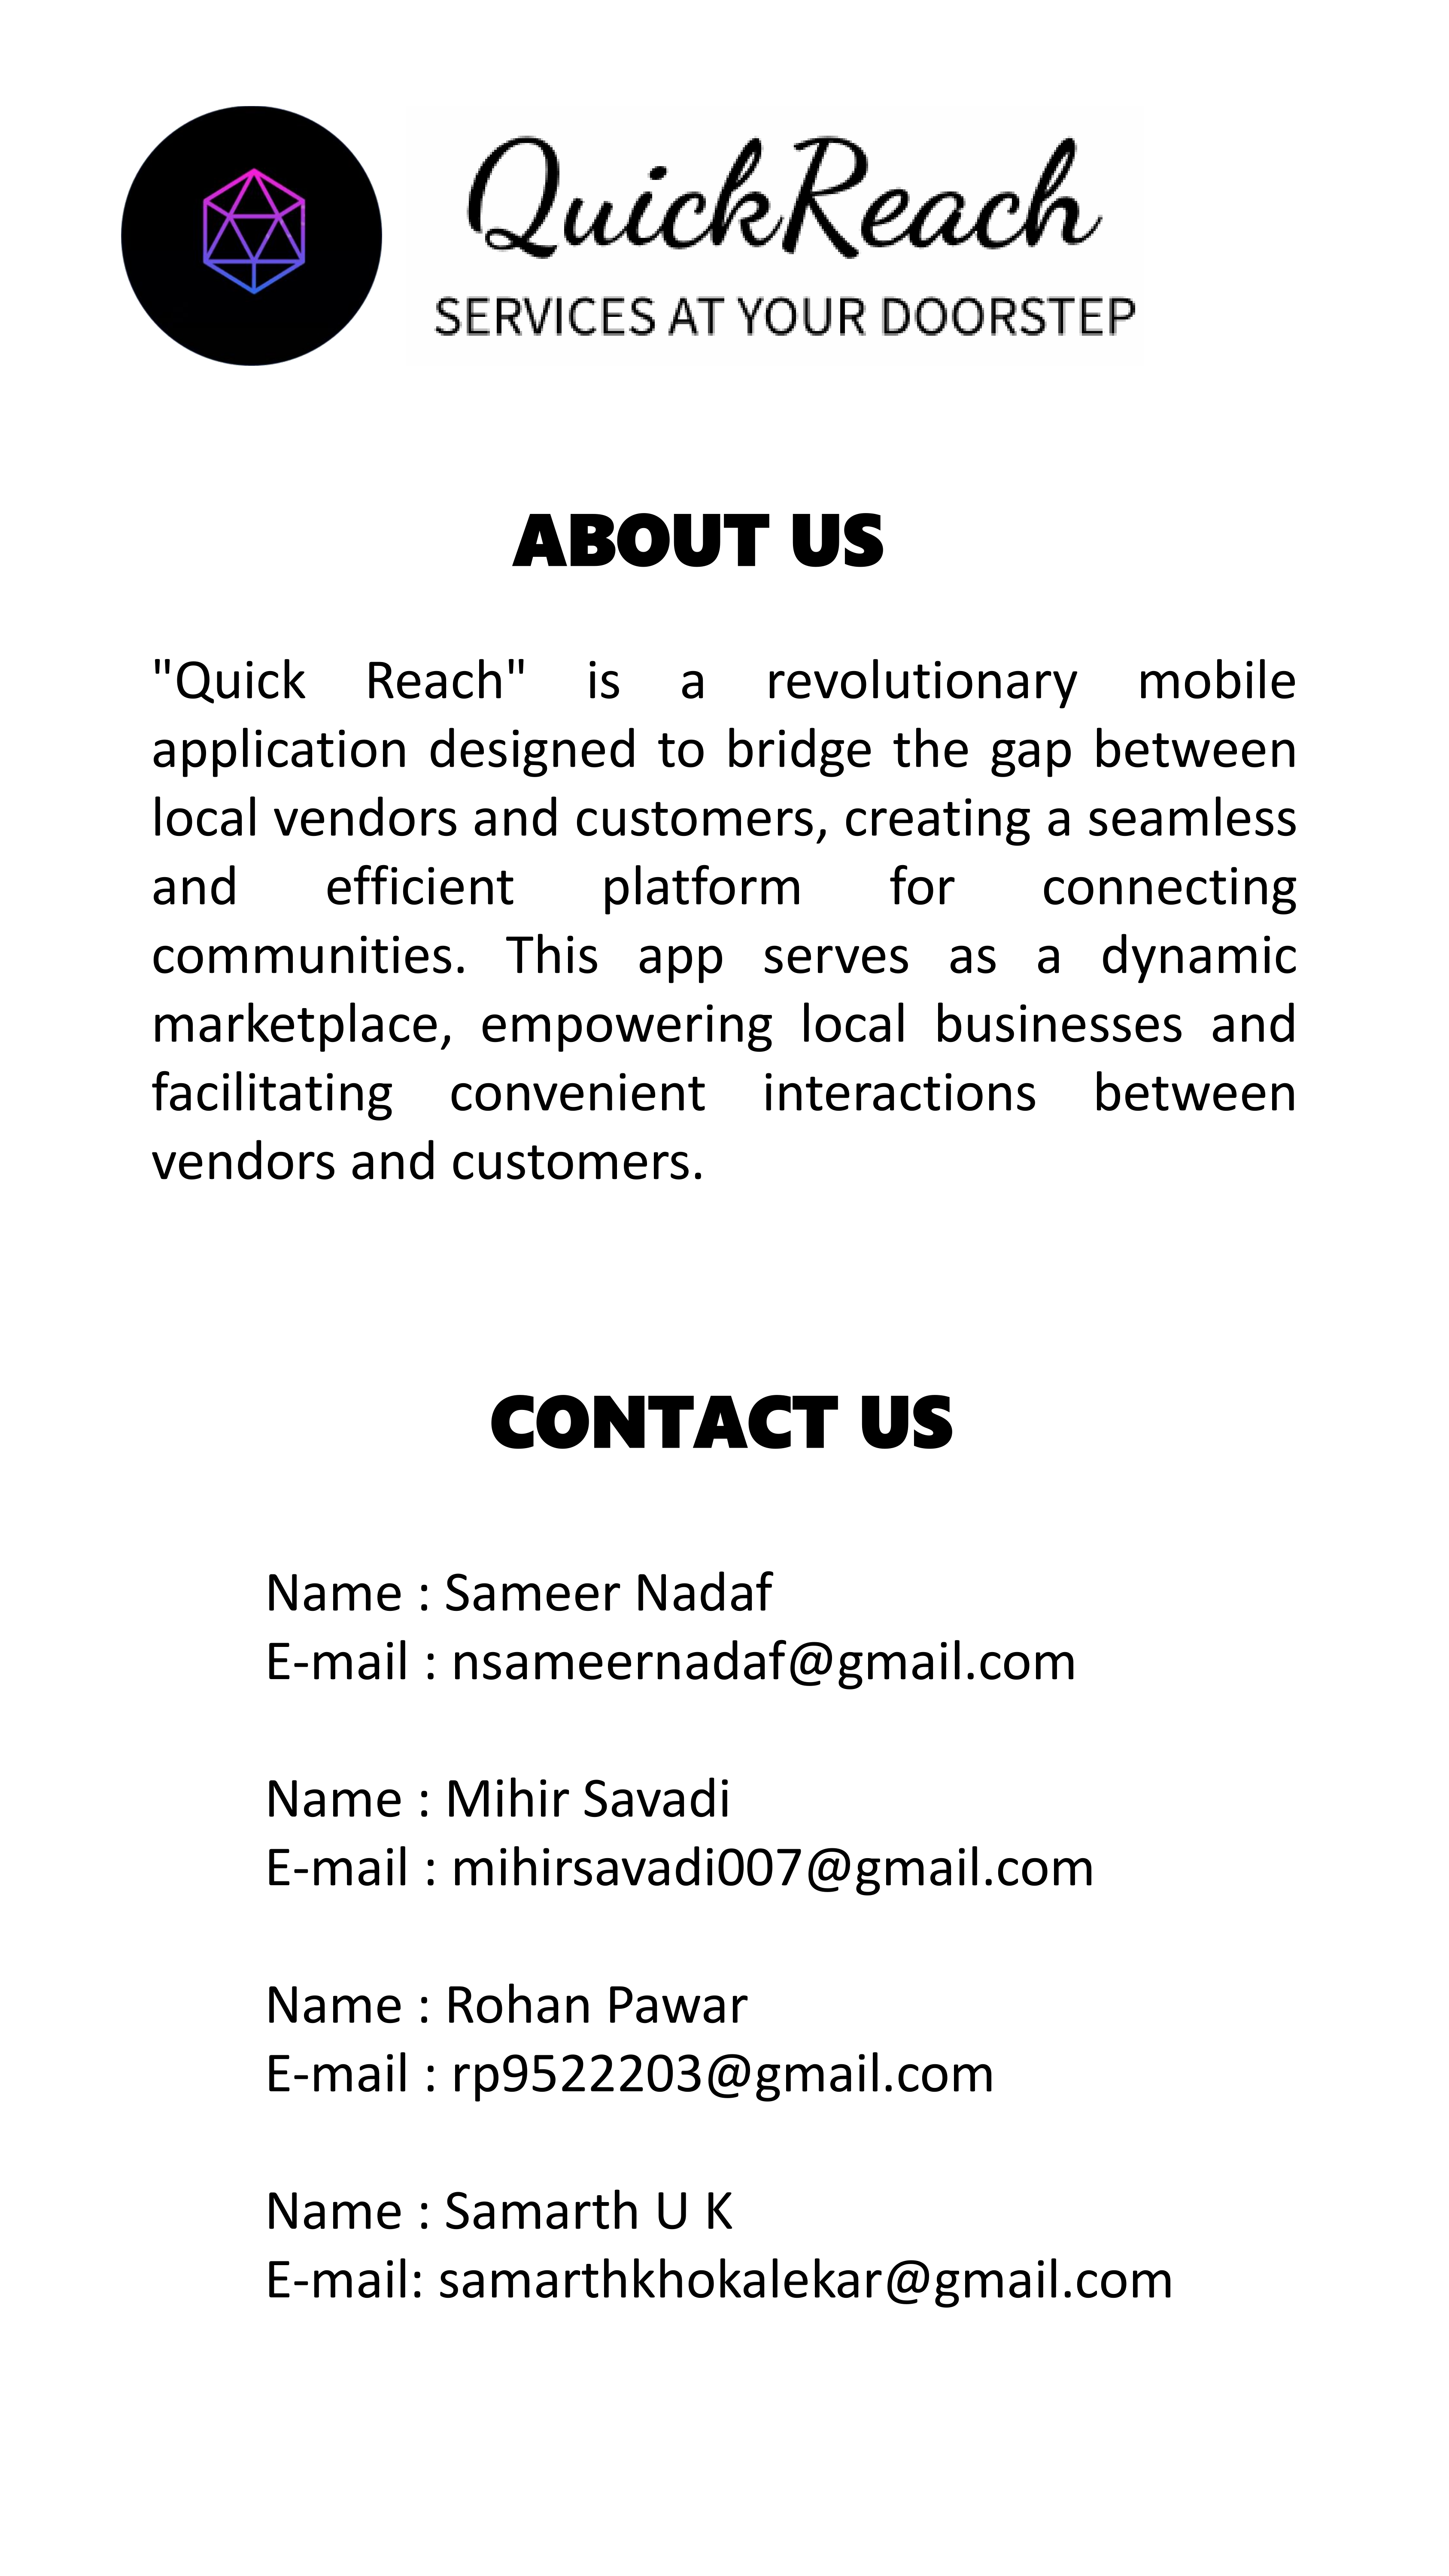 QuickReach
SERVICES AT YOUR DOORSTEP
ABOUT US
"Quick Reach" is a revolutionary mobile
application designed to bridge the gap between
local vendors and customers, creating a seamless
and efficient platform for connecting
communities. This app serves as a dynamic
marketplace, empowering local businesses and
facilitating convenient interactions between
vendors and customers.
CONTACT US
Name : Sameer Nadaf
E-mail : nsameernadaf@gmail.com
Name : Mihir Savadi
E-mail : mihirsavadi007@gmail.com
Name : Rohan Pawar
E-mail : rp9522203@gmail.com
Name : Samarth U K
E-mail: samarthkhokalekar@gmail.com